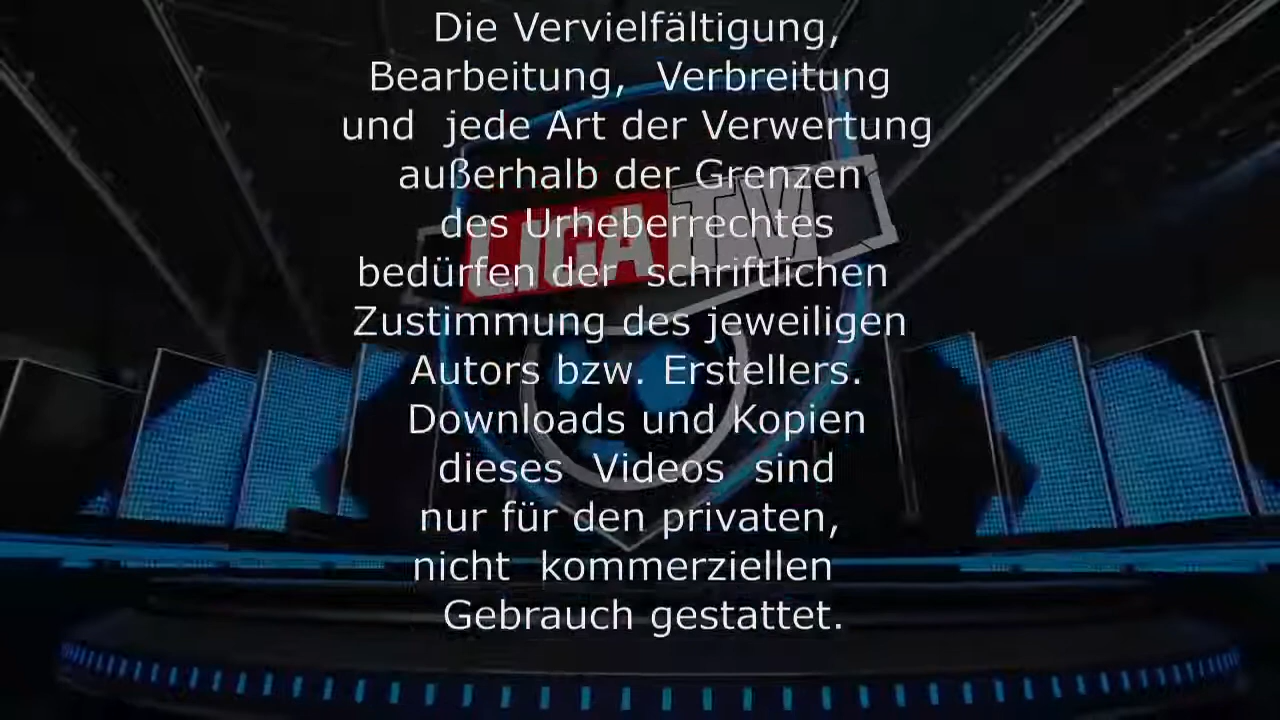 Die Vervielfältigung,
Bearbeitung, Verbreitung
und jede Art der Verwertung
außerhalb der Grenzen
des Urheberrechtes
bedürfen der schriftlichen
Zustimmung des jeweiligen
Autors bzw. Erstellers.
Downloads und Kopien
dieses Videos sind
nur für den privaten,
nicht kommerziellen
Gebrauch gestattet.
LIGA TV